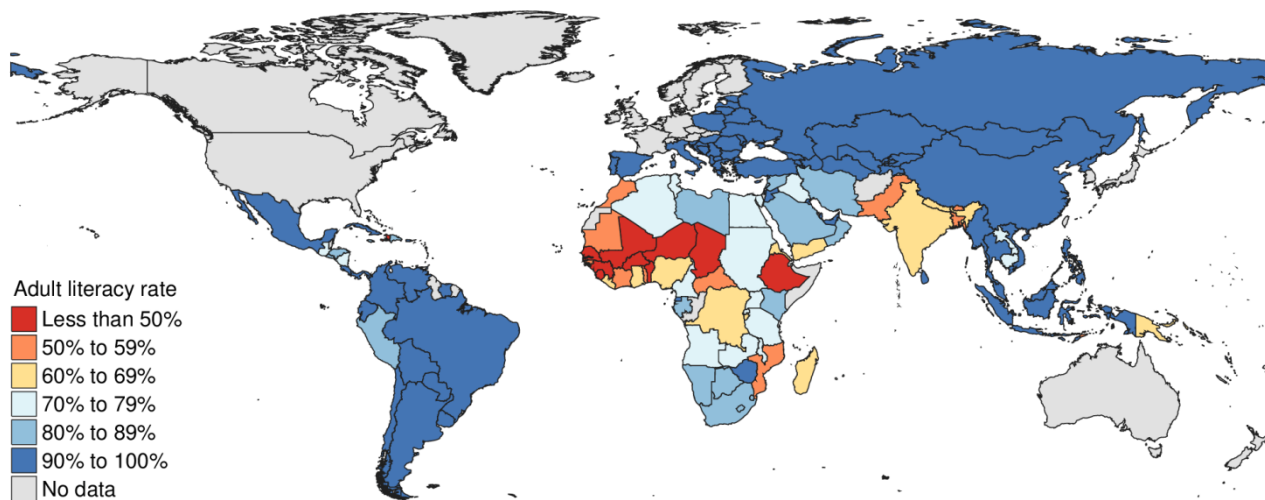 Adult literacy rate
Less than 50%
50% to 59%
60% to 69%
70% to 79%
80% to 89%
90% to 100%
No data